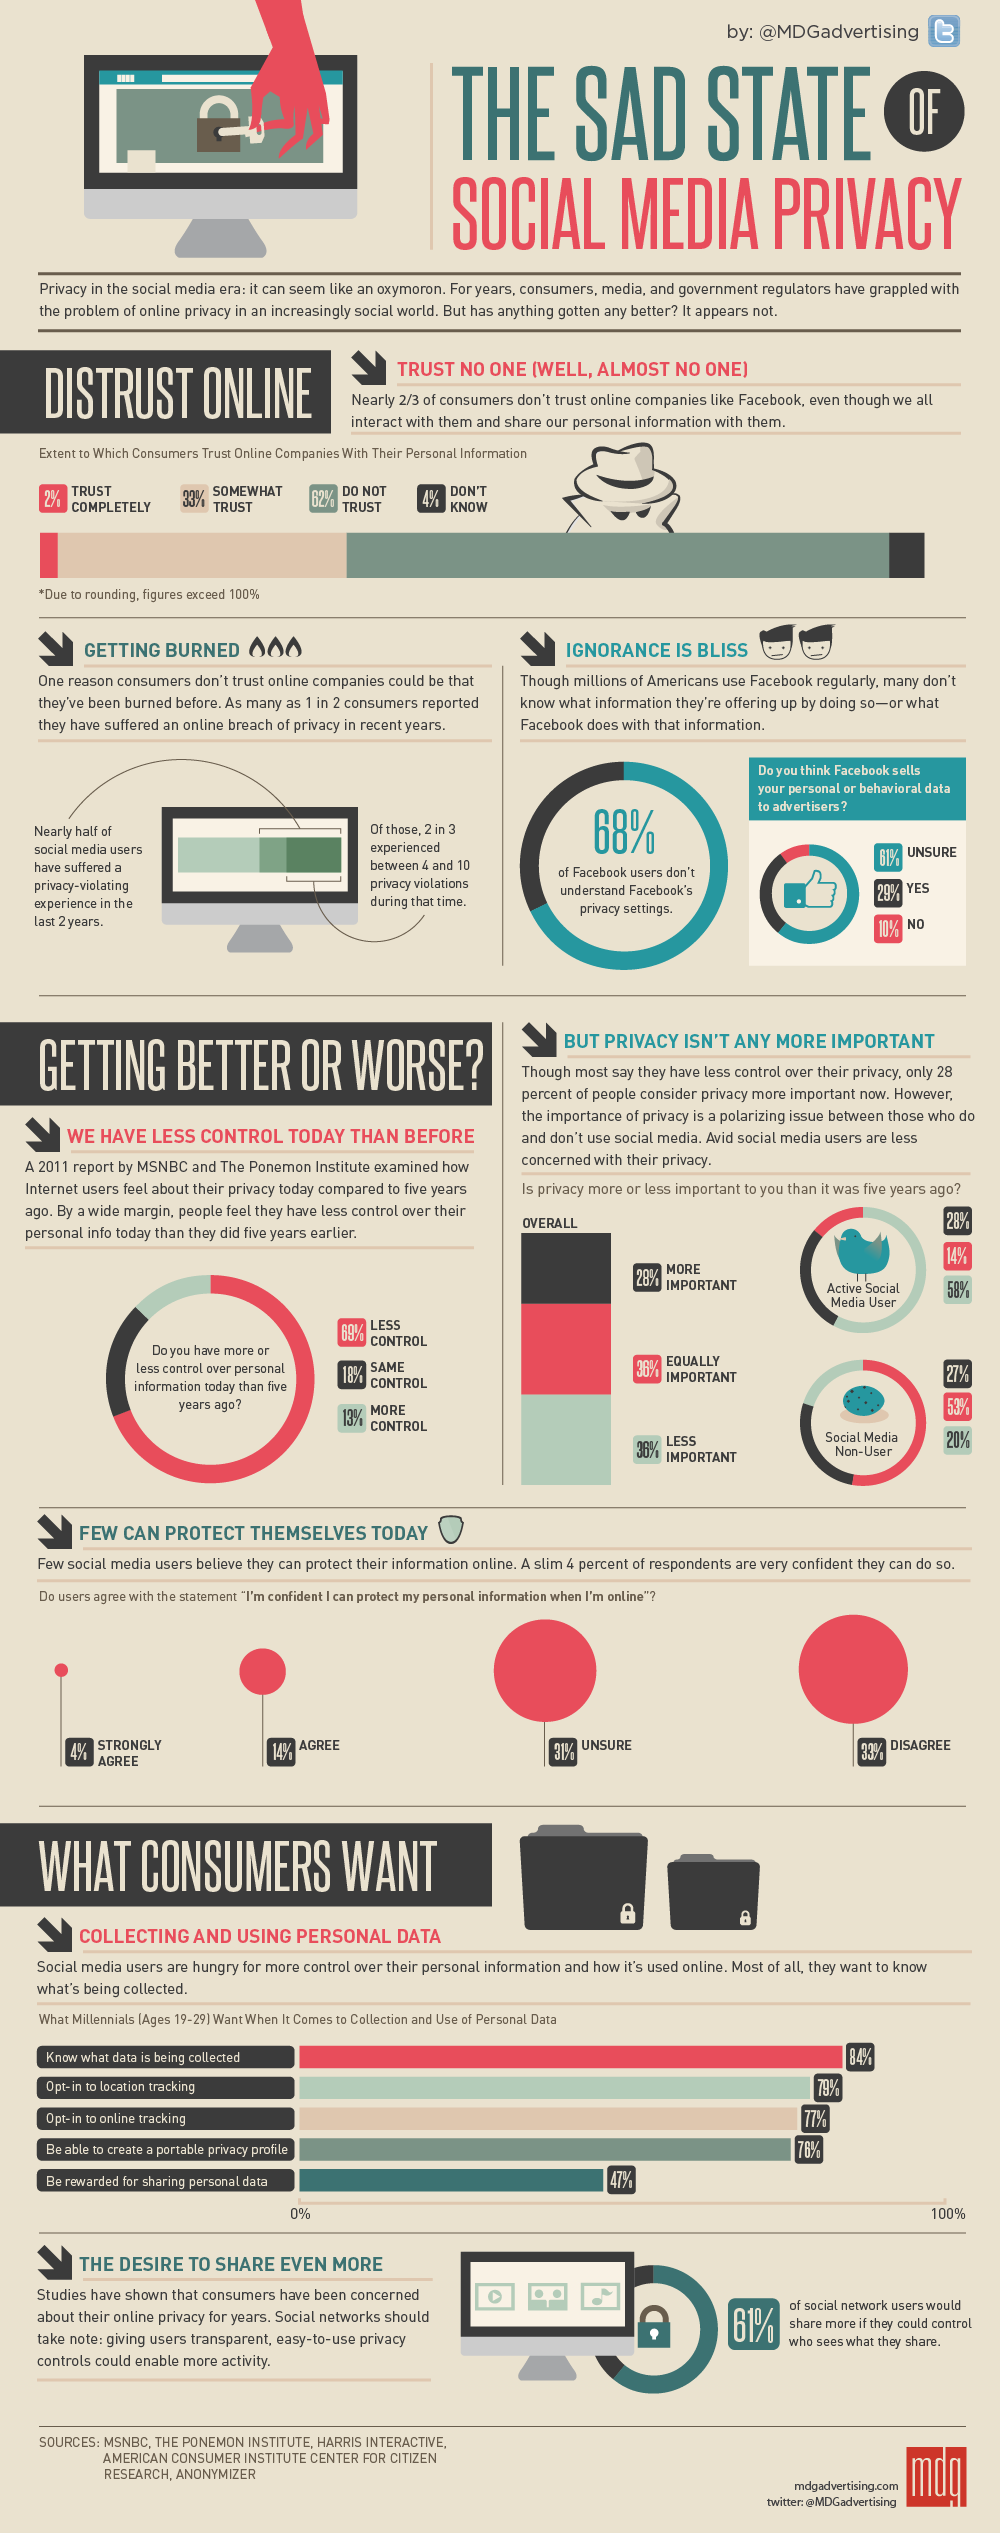 by: @MDGadvertising
THE SAD STATE OF
SOCIAL MEDIA PRIVACY
Privacy in the social media era: it can seem like an oxymoron. For years, consumers, media, and government regulators have grappled with
the problem of online privacy in an increasingly social world. But has anything gotten any better? It appears not.
DISTRUST ONLINE
TRUST NO ONE (WELL, ALMOST NO ONE)
Nearly 2/3 of consumers don't trust online companies like Facebook, even though we all
interact with them and share our personal information with them.
Extent to Which Consumers Trust Online Companies With Their Personal Information
2% TRUST COMPLETELY
33% SOMEWHAT TRUST
62% DO NOT TRUST
4% DON'T KNOW
*Due to rounding, figures exceed 100%
GETTING BURNED
One reason consumers don't trust online companies could be that
they've been burned before. As many as 1 in 2 consumers reported
they have suffered an online breach of privacy in recent years.
Nearly half of
social media users
have suffered a
privacy-violating
experience in the
last 2 years.
Of those, 2 in 3
experienced
between 4 and 10
privacy violations
during that time.
IGNORANCE IS BLISS
Though millions of Americans use Facebook regularly, many don't
know what information they're offering up by doing so—or what
Facebook does with that information.
68%
of Facebook users don't
understand Facebook's
privacy settings.
Do you think Facebook sells
your personal or behavioral data
to advertisers?
61% UNSURE
29% YES
10% NO
GETTING BETTER OR WORSE?
WE HAVE LESS CONTROL TODAY THAN BEFORE
A 2011 report by MSNBC and The Ponemon Institute examined how
Internet users feel about their privacy today compared to five years
ago. By a wide margin, people feel they have less control over their
personal info today than they did five years earlier.
Do you have more or
less control over personal
information today than five
years ago?
69% LESS CONTROL
18% SAME CONTROL
13% MORE CONTROL
BUT PRIVACY ISN'T ANY MORE IMPORTANT
Though most say they have less control over their privacy, only 28
percent of people consider privacy more important now. However,
the importance of privacy is a polarizing issue between those who do
and don't use social media. Avid social media users are less
concerned with their privacy.
Is privacy more or less important to you than it was five years ago?
OVERALL
28% MORE IMPORTANT
36% EQUALLY IMPORTANT
36% LESS IMPORTANT
Active Social
Media User
28%
14%
58%
Social Media
Non-User
27%
53%
20%
FEW CAN PROTECT THEMSELVES TODAY
Few social media users believe they can protect their information online. A slim 4 percent of respondents are very confident they can do so.
Do users agree with the statement "I'm confident I can protect my personal information when I'm online"?
4% STRONGLY AGREE
14% AGREE
31% UNSURE
33% DISAGREE
WHAT CONSUMERS WANT
COLLECTING AND USING PERSONAL DATA
Social media users are hungry for more control over their personal information and how it's used online. Most of all, they want to know
what's being collected.
What Millennials (Ages 19-29) Want When It Comes to Collection and Use of Personal Data
Know what data is being collected 84%
Opt-in to location tracking 79%
Opt-in to online tracking 77%
Be able to create a portable privacy profile 76%
Be rewarded for sharing personal data 47%
0% 100%
THE DESIRE TO SHARE EVEN MORE
Studies have shown that consumers have been concerned
about their online privacy for years. Social networks should
take note: giving users transparent, easy-to-use privacy
controls could enable more activity.
61%
of social network users would
share more if they could control
who sees what they share.
SOURCES: MSNBC, THE PONEMON INSTITUTE, HARRIS INTERACTIVE,
AMERICAN CONSUMER INSTITUTE CENTER FOR CITIZEN
RESEARCH, ANONYMIZER
mdgadvertising.com
twitter: @MDGadvertising
mdg